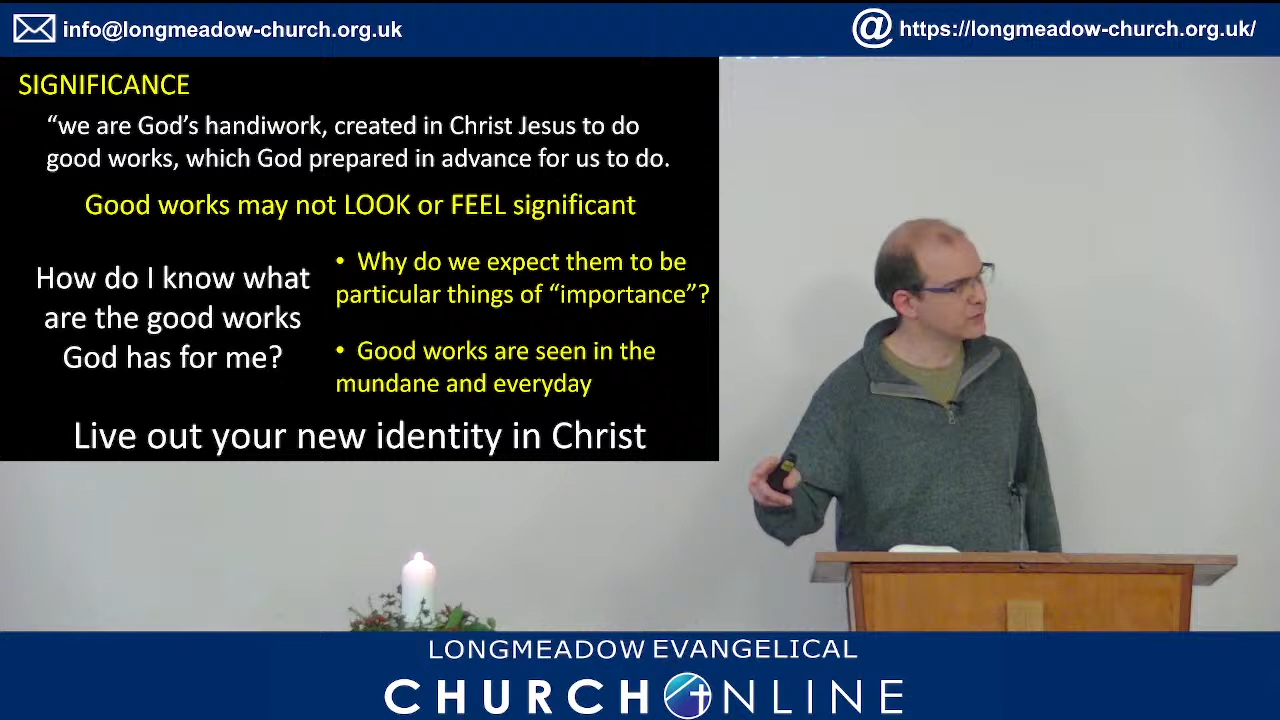 info@longmeadow-church.org.uk
https://longmeadow-church.org.uk/
SIGNIFICANCE
“we are God’s handiwork, created in Christ Jesus to do
good works, which God prepared in advance for us to do.
Good works may not LOOK or FEEL significant
How do I know what
are the good works
God has for me?
• Why do we expect them to be
particular things of “importance”?
• Good works are seen in the
mundane and everyday
Live out your new identity in Christ
LONGMEADOW EVANGELICAL
CHURCH ONLINE